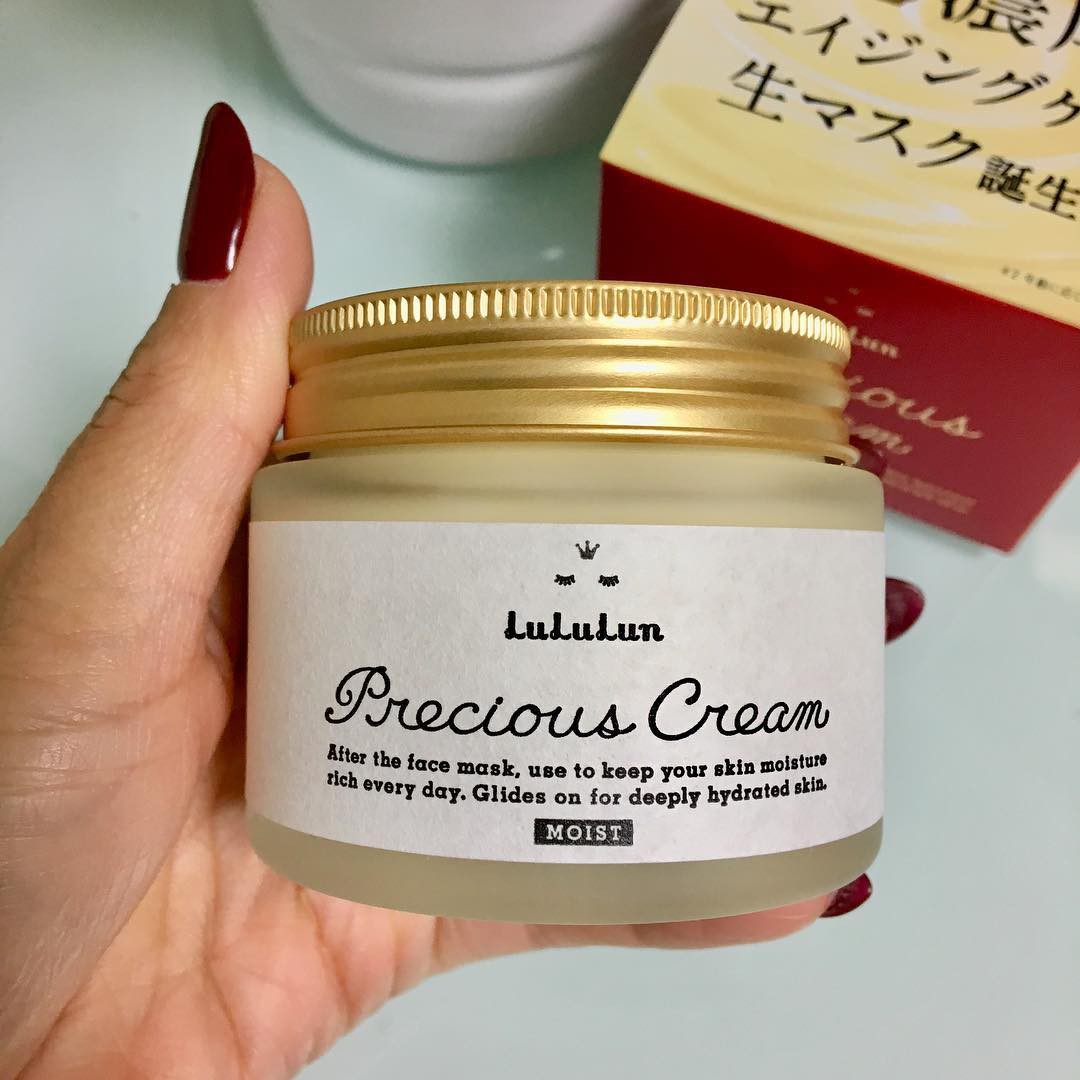 濃
エイジングケ
生マスク誕生
LuLuLun
Precious Cream
After the face mask, use to keep your skin moisture
rich every day. Glides on for deeply hydrated skin.
MOIST